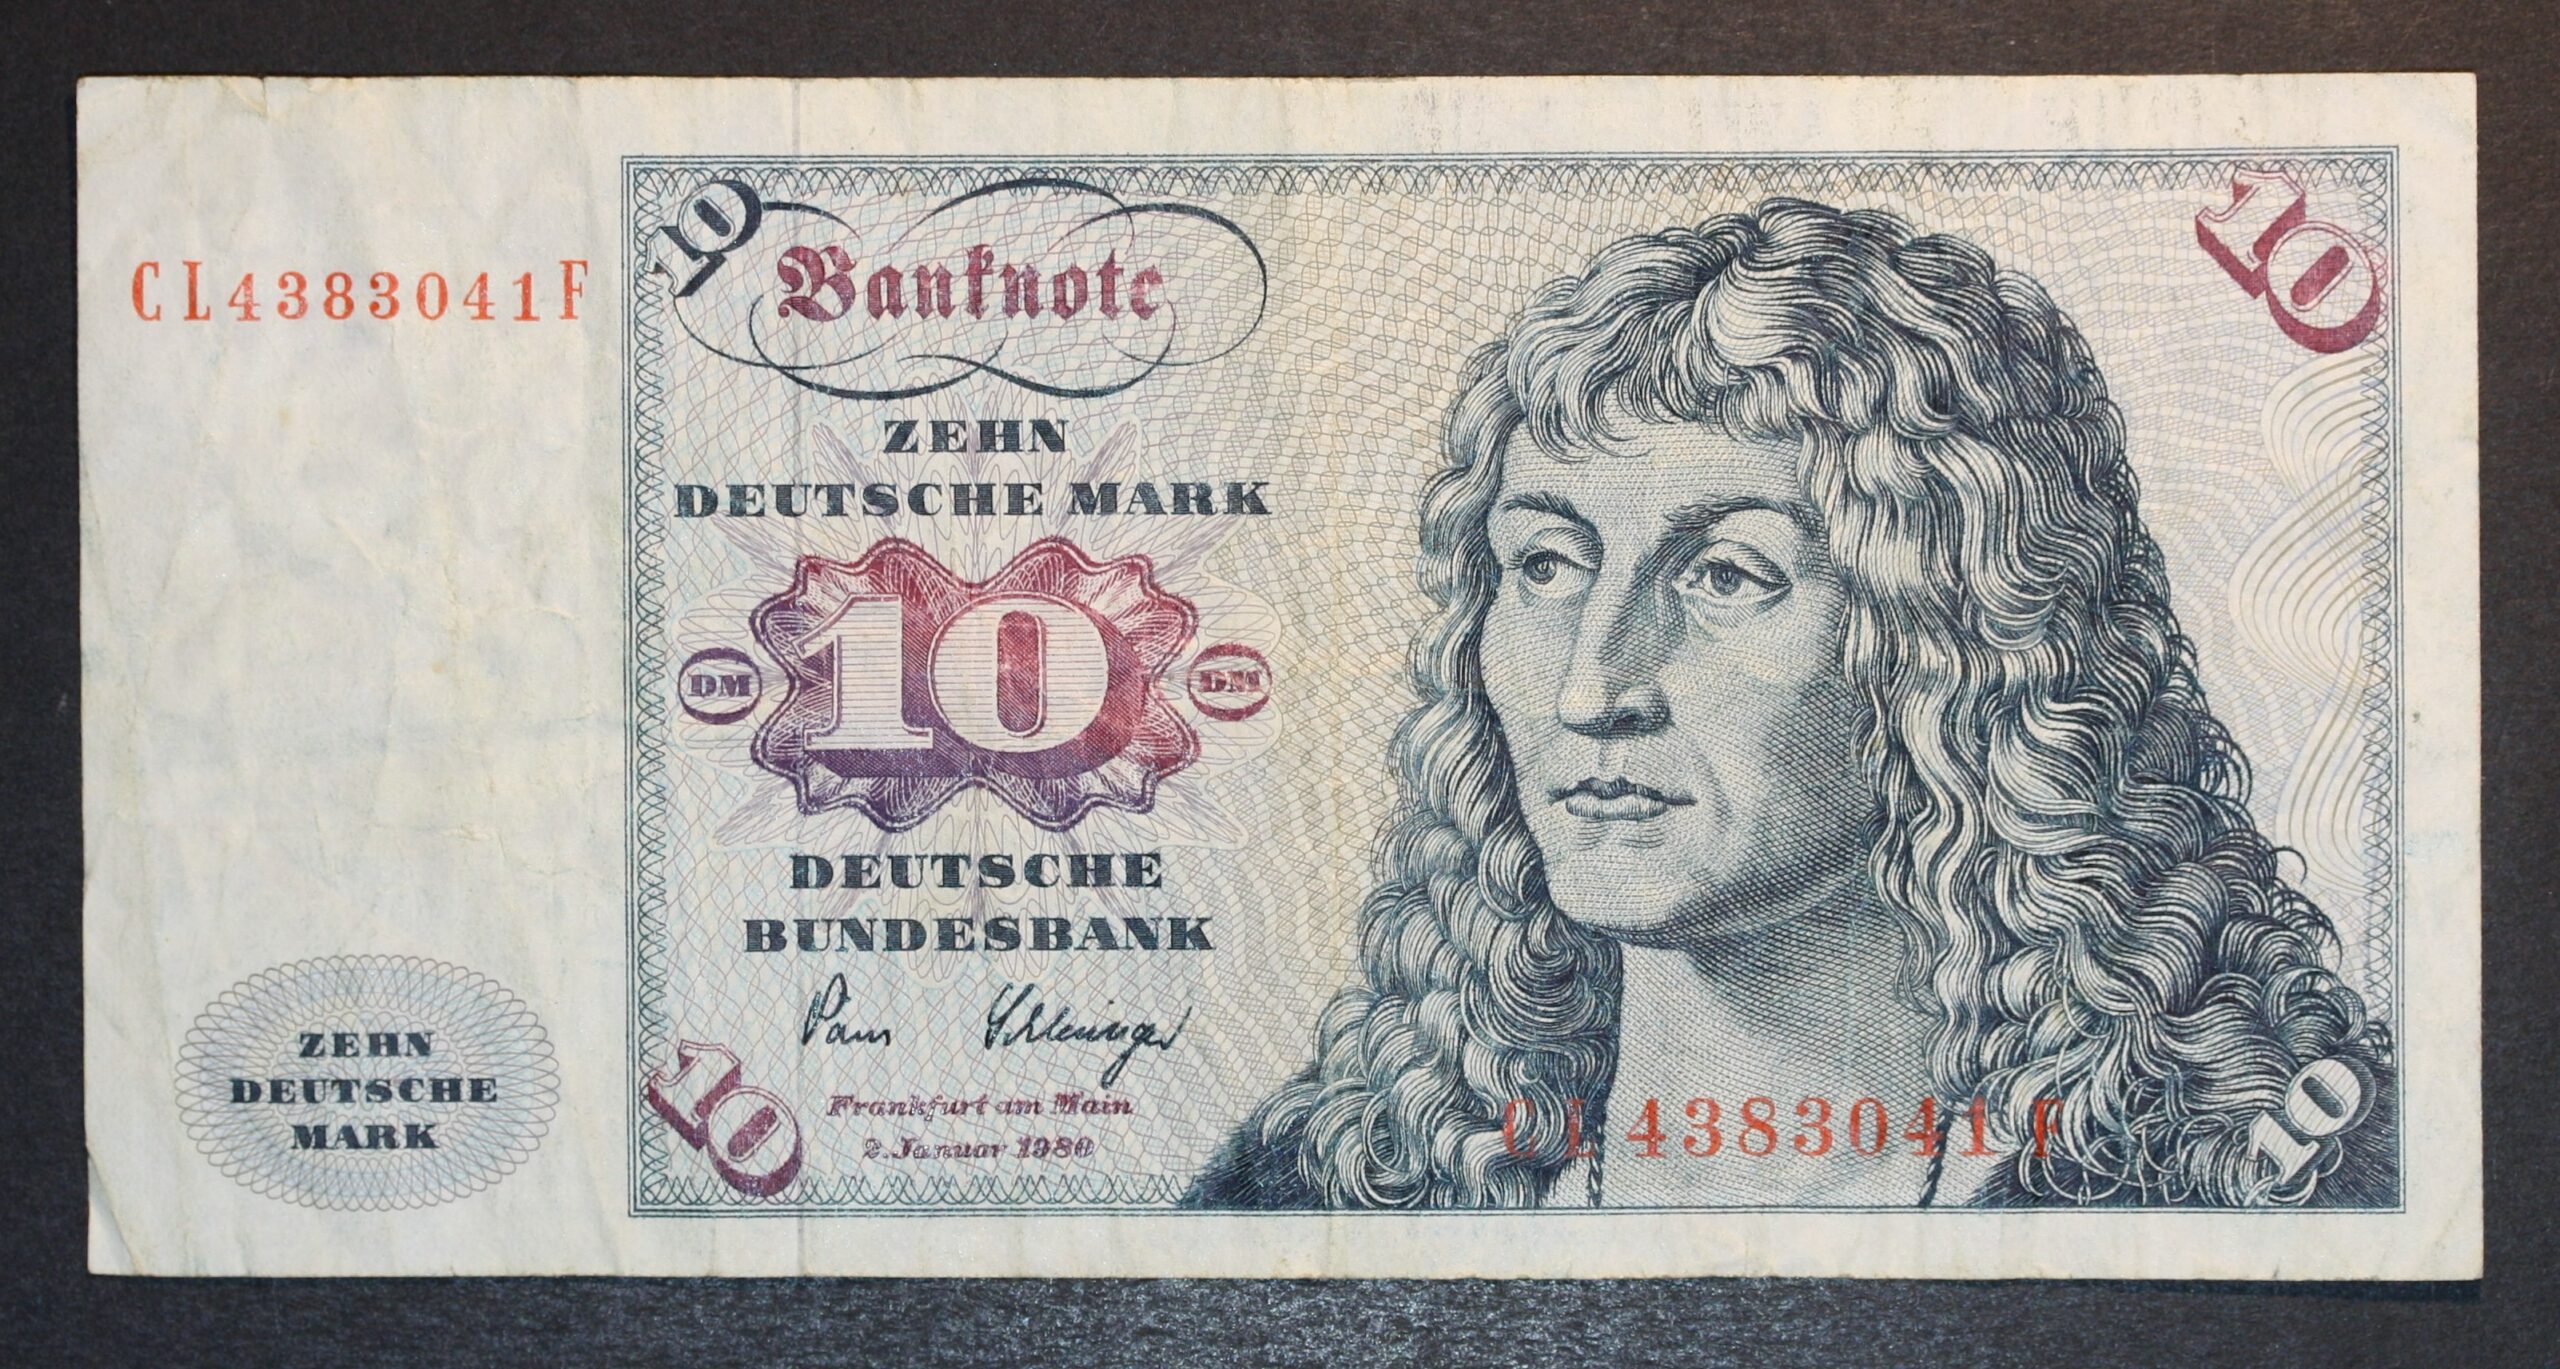 CL4383041F
10
Banknote
10
ZEHN
DEUTSCHE MARK
DM
10
DM
DEUTSCHE
BUNDESBANK
Schleninger
Frankfurt am Main
2. Januar 1980
10
ZEHN
DEUTSCHE
MARK
CL4383041F
10